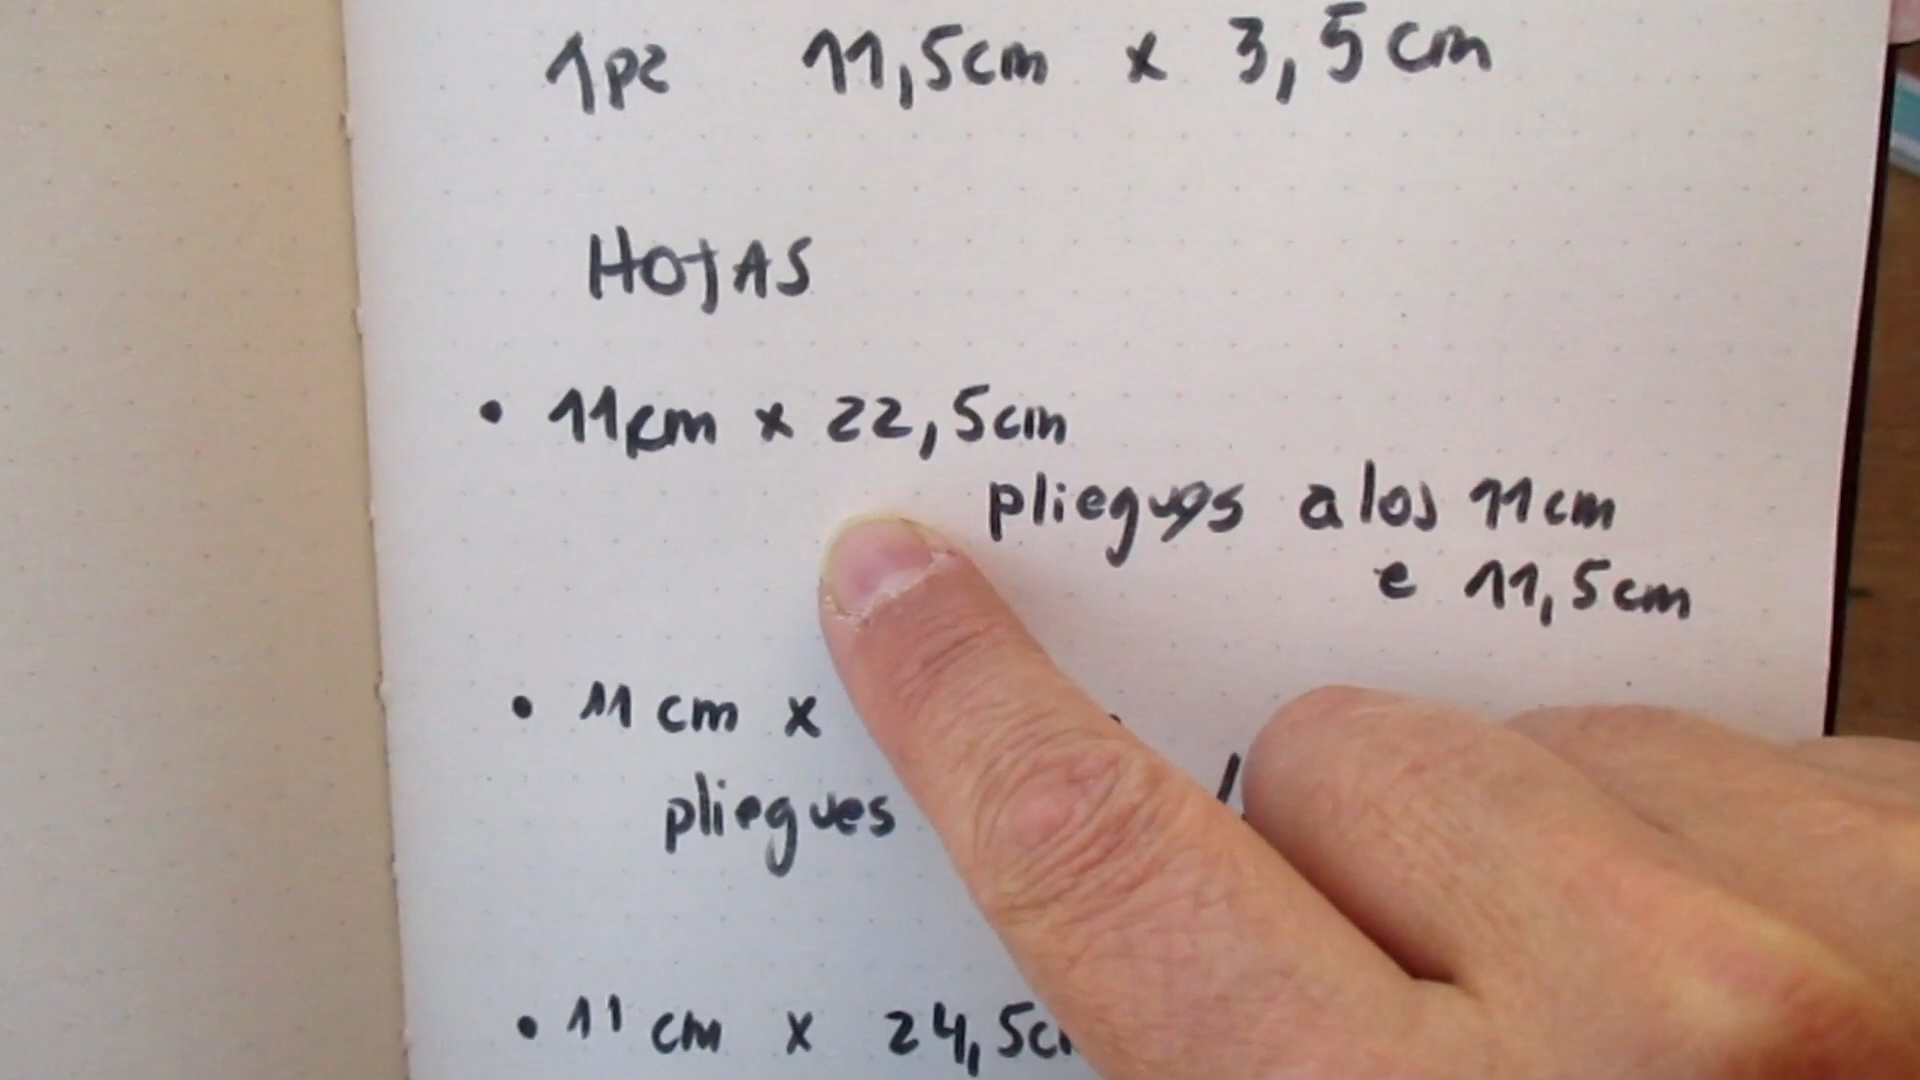 1pz 11,5cm x 3,5cm
HOJAS
• 11cm x 22,5cm
pliegues a los 11cm
e 11,5cm
• 11 cm x
pliegues
• 11 cm x 24,5c